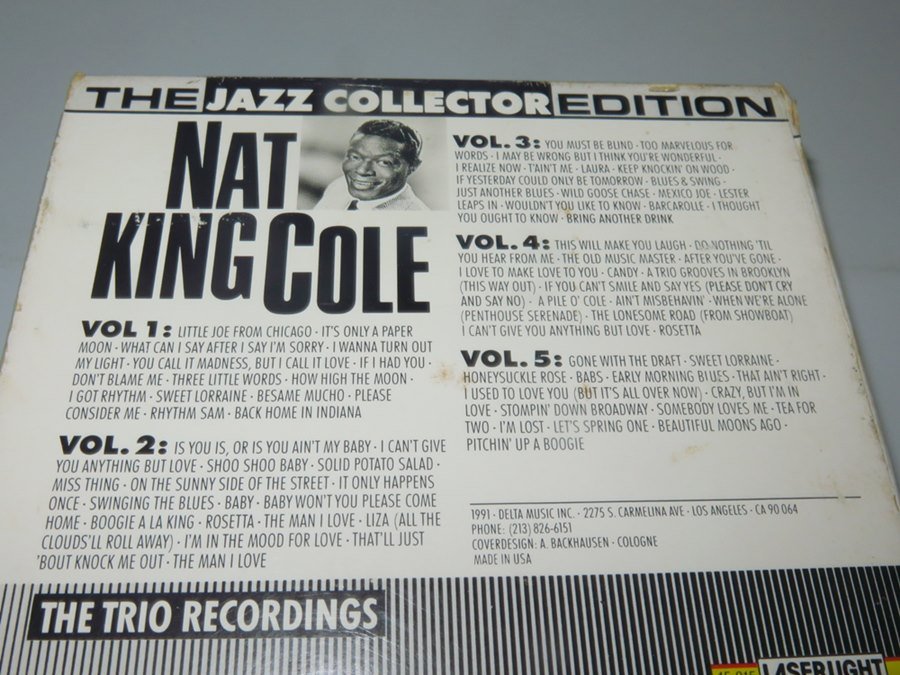 THE JAZZ COLLECTOR EDITION
NAT
KING COLE
VOL 1: LITTLE JOE FROM CHICAGO · IT'S ONLY A PAPER
MOON · WHAT CAN I SAY AFTER I SAY I'M SORRY · I WANNA TURN OUT
MY LIGHT · YOU CALL IT MADNESS, BUT I CALL IT LOVE · IF I HAD YOU ·
DON'T BLAME ME · THREE LITTLE WORDS · HOW HIGH THE MOON ·
I GOT RHYTHM · SWEET LORRAINE · BESAME MUCHO · PLEASE
CONSIDER ME · RHYTHM SAM · BACK HOME IN INDIANA
VOL. 2: IS YOU IS, OR IS YOU AIN'T MY BABY · I CAN'T GIVE
YOU ANYTHING BUT LOVE · SHOO SHOO BABY · SOLID POTATO SALAD ·
MISS THING · ON THE SUNNY SIDE OF THE STREET · IT ONLY HAPPENS
ONCE · SWINGING THE BLUES · BABY · BABY WON'T YOU PLEASE COME
HOME · BOOGIE A LA KING · ROSETTA · THE MAN I LOVE · LIZA (ALL THE
CLOUDS'LL ROLL AWAY) · I'M IN THE MOOD FOR LOVE · THAT'LL JUST
'BOUT KNOCK ME OUT · THE MAN I LOVE
VOL. 3: YOU MUST BE BLIND · TOO MARVELOUS FOR
WORDS · I MAY BE WRONG BUT I THINK YOU'RE WONDERFUL ·
I REALIZE NOW · T'AIN'T ME · LAURA · KEEP KNOCKIN' ON WOOD ·
IF YESTERDAY COULD ONLY BE TOMORROW · BLUES & SWING ·
JUST ANOTHER BLUES · WILD GOOSE CHASE · MEXICO JOE · LESTER
LEAPS IN · WOULDN'T YOU LIKE TO KNOW · BARCAROLLE · I THOUGHT
YOU OUGHT TO KNOW · BRING ANOTHER DRINK
VOL. 4: THIS WILL MAKE YOU LAUGH · DO NOTHING 'TIL
YOU HEAR FROM ME · THE OLD MUSIC MASTER · AFTER YOU'VE GONE ·
I LOVE TO MAKE LOVE TO YOU · CANDY · A TRIO GROOVES IN BROOKLYN
(THIS WAY OUT) · IF YOU CAN'T SMILE AND SAY YES (PLEASE DON'T CRY
AND SAY NO) · A PILE O' COLE · AIN'T MISBEHAVIN' · WHEN WE'RE ALONE
(PENTHOUSE SERENADE) · THE LONESOME ROAD (FROM SHOWBOAT)
I CAN'T GIVE YOU ANYTHING BUT LOVE · ROSETTA
VOL. 5: GONE WITH THE DRAFT · SWEET LORRAINE ·
HONEYSUCKLE ROSE · BABS · EARLY MORNING BLUES · THAT AIN'T RIGHT ·
I USED TO LOVE YOU (BUT IT'S ALL OVER NOW) · CRAZY, BUT I'M IN
LOVE · STOMPIN' DOWN BROADWAY · SOMEBODY LOVES ME · TEA FOR
TWO · I'M LOST · LET'S SPRING ONE · BEAUTIFUL MOONS AGO ·
PITCHIN' UP A BOOGIE
1991 · DELTA MUSIC INC. · 2275 S. CARMELINA AVE · LOS ANGELES · CA 90 064
PHONE: (213) 826-6151
COVERDESIGN: A. BACKHAUSEN · COLOGNE
MADE IN USA
THE TRIO RECORDINGS
LASERLIGHT